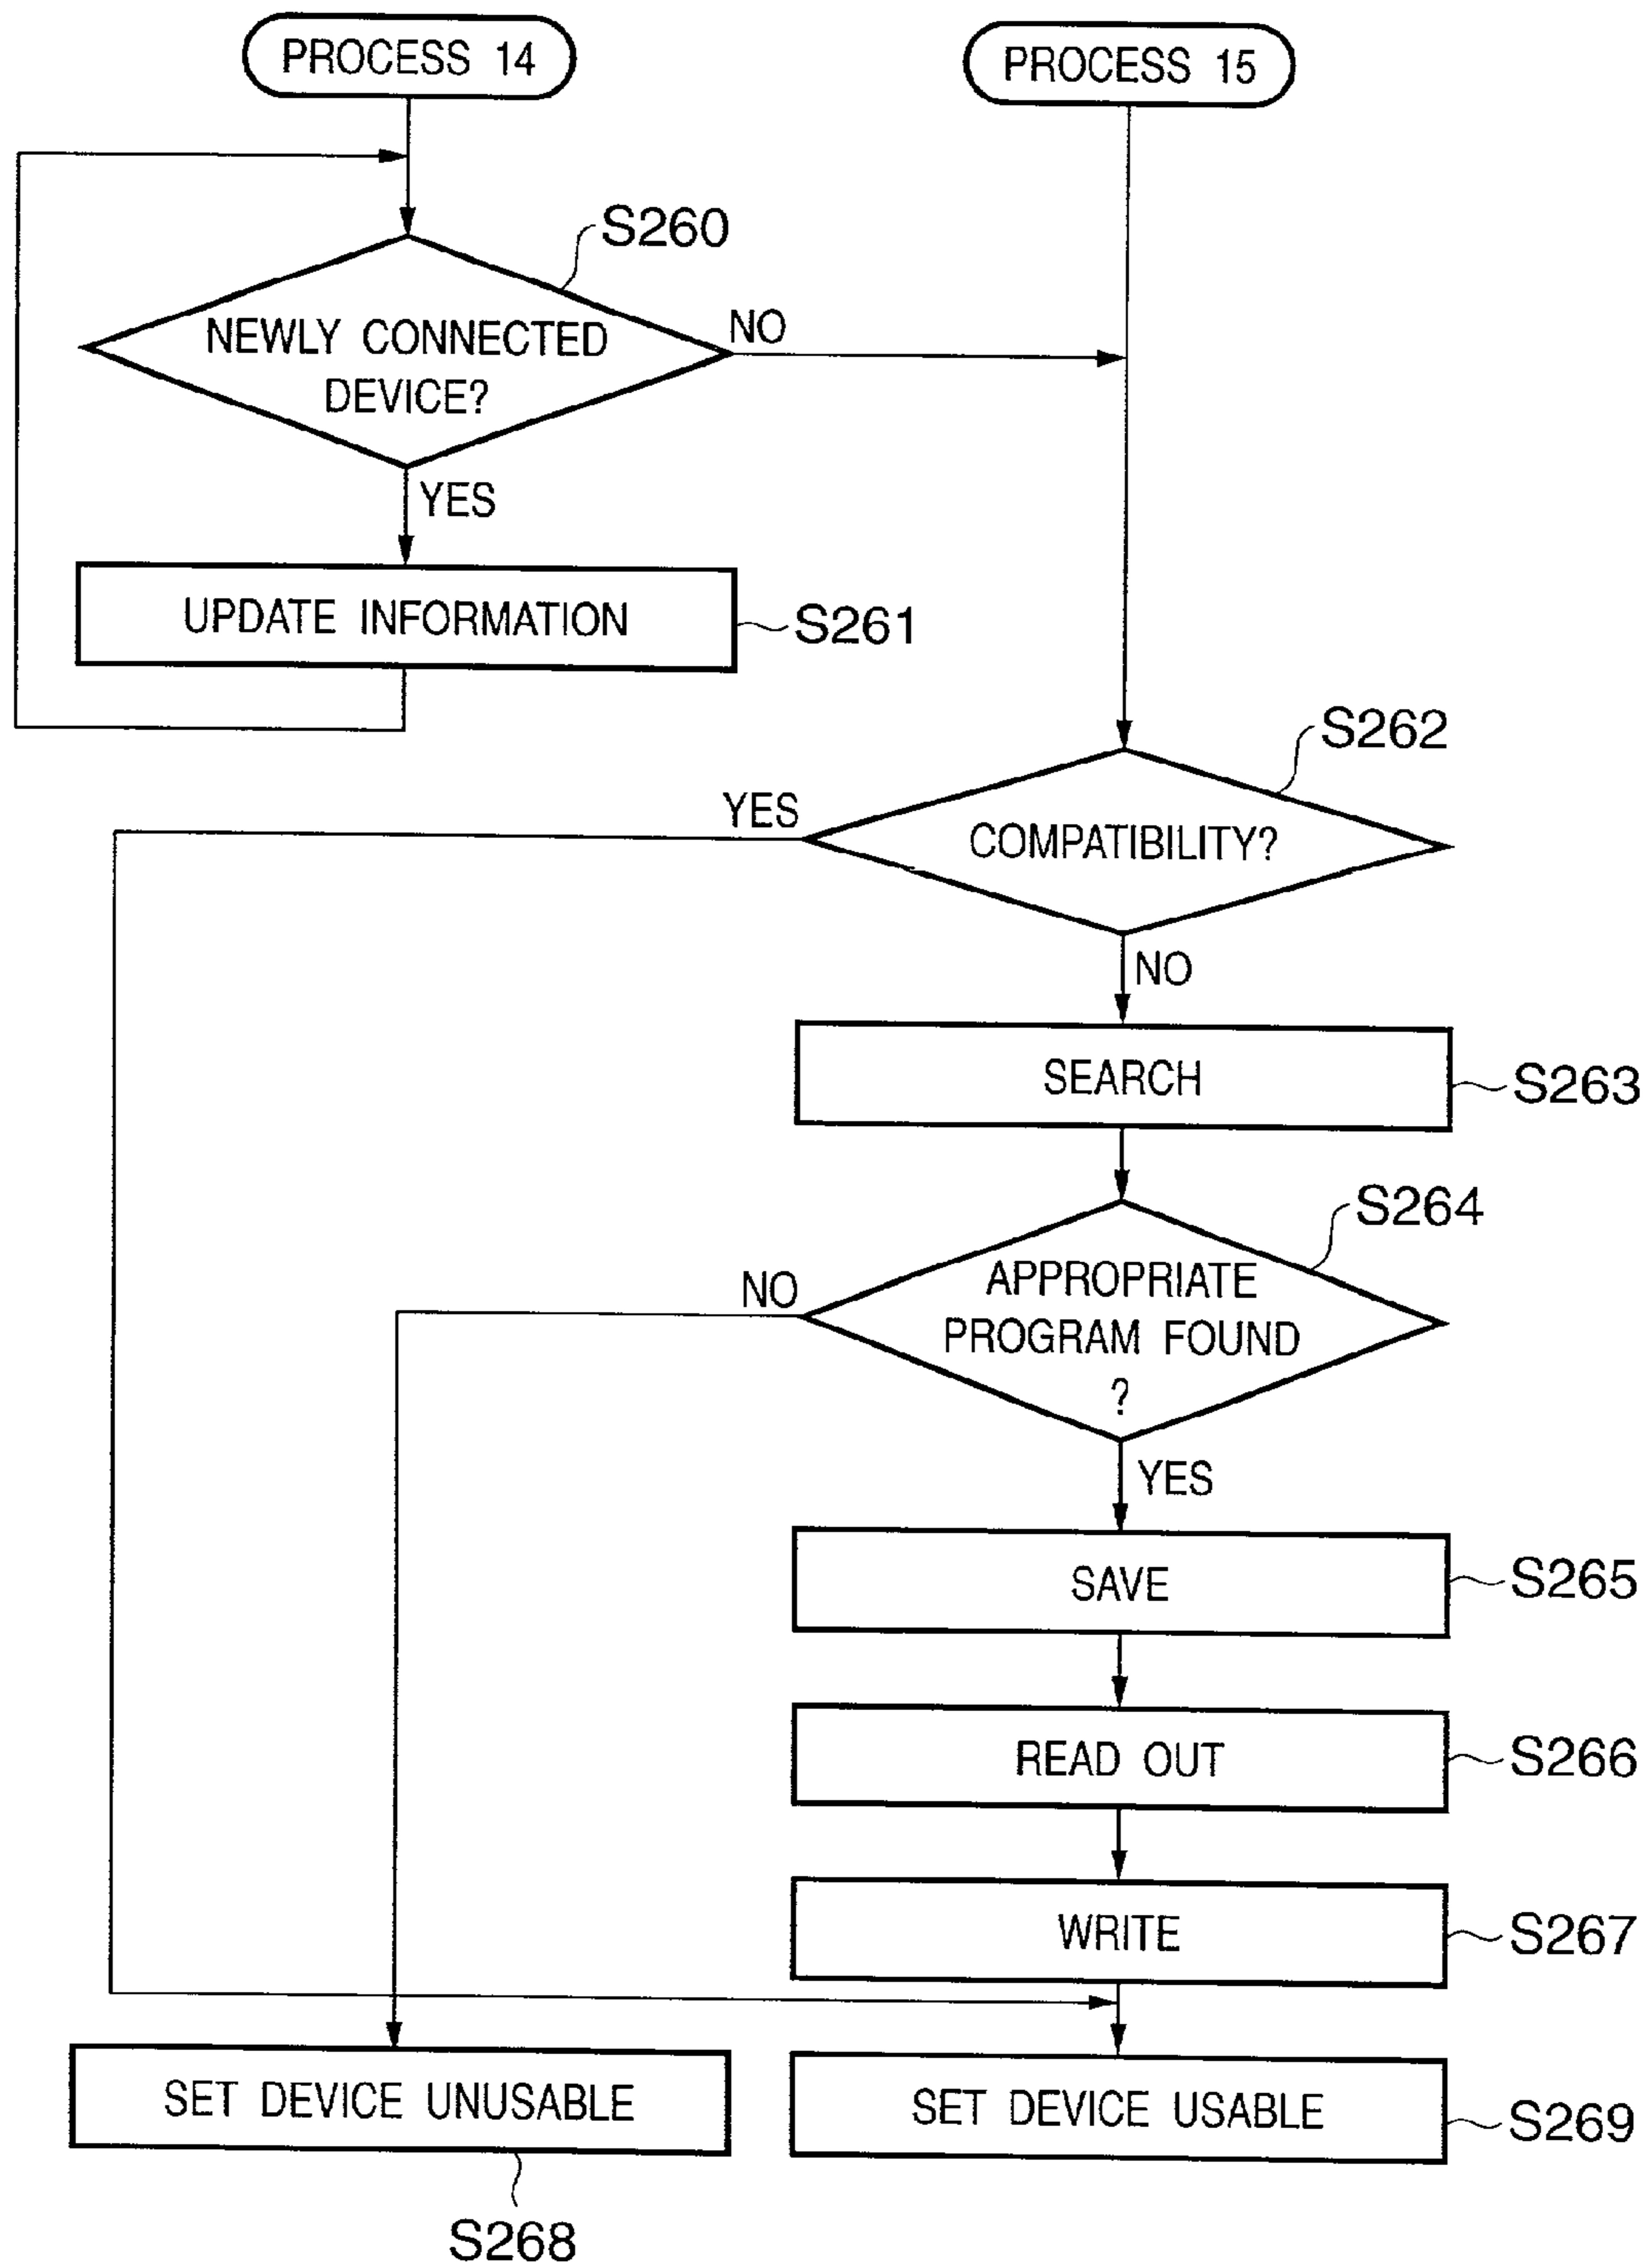 PROCESS 14
PROCESS 15
S260
NEWLY CONNECTED
DEVICE?
NO
YES
UPDATE INFORMATION
S261
S262
YES
COMPATIBILITY?
NO
SEARCH
S263
S264
NO
APPROPRIATE
PROGRAM FOUND
?
YES
SAVE
S265
READ OUT
S266
WRITE
S267
SET DEVICE UNUSABLE
SET DEVICE USABLE
S269
S268